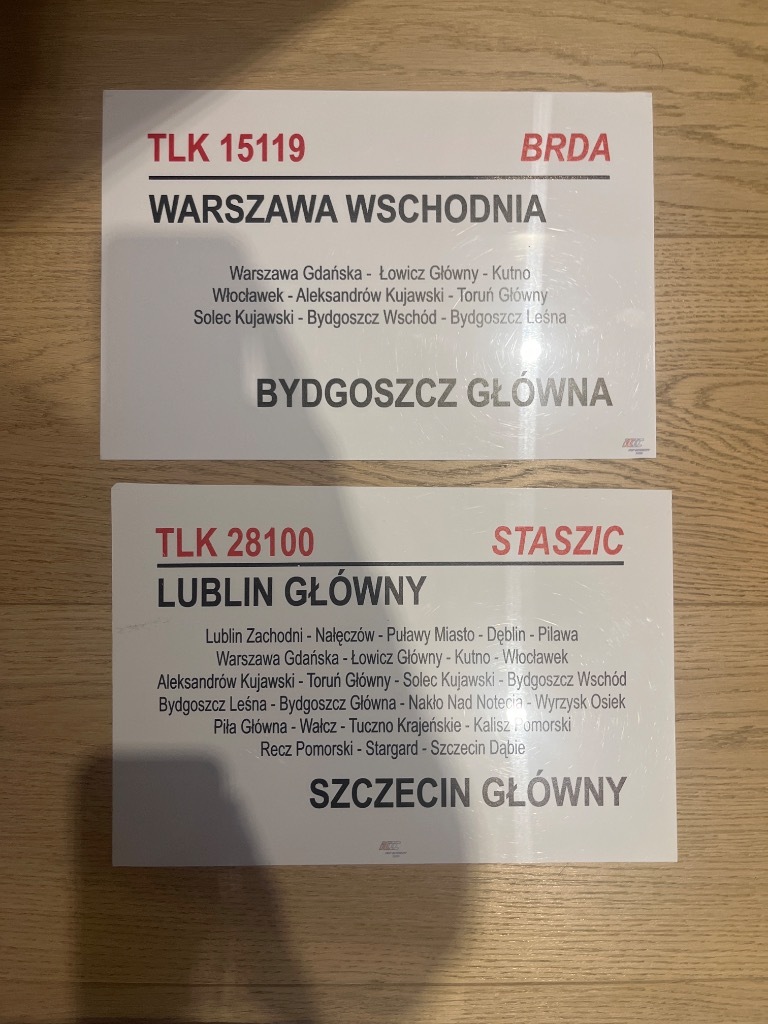 TLK 15119 BRDA
WARSZAWA WSCHODNIA
Warszawa Gdańska - Łowicz Główny - Kutno
Włocławek - Aleksandrów Kujawski - Toruń Główny
Solec Kujawski - Bydgoszcz Wschód - Bydgoszcz Leśna
BYDGOSZCZ GŁÓWNA
TLK 28100 STASZIC
LUBLIN GŁÓWNY
Lublin Zachodni - Nałęczów - Puławy Miasto - Dęblin - Pilawa
Warszawa Gdańska - Łowicz Główny - Kutno - Włocławek
Aleksandrów Kujawski - Toruń Główny - Solec Kujawski - Bydgoszcz Wschód
Bydgoszcz Leśna - Bydgoszcz Główna - Nakło Nad Notecią - Wyrzysk Osiek
Piła Główna - Wałcz - Tuczno Krajeńskie - Kalisz Pomorski
Recz Pomorski - Stargard - Szczecin Dąbie
SZCZECIN GŁÓWNY